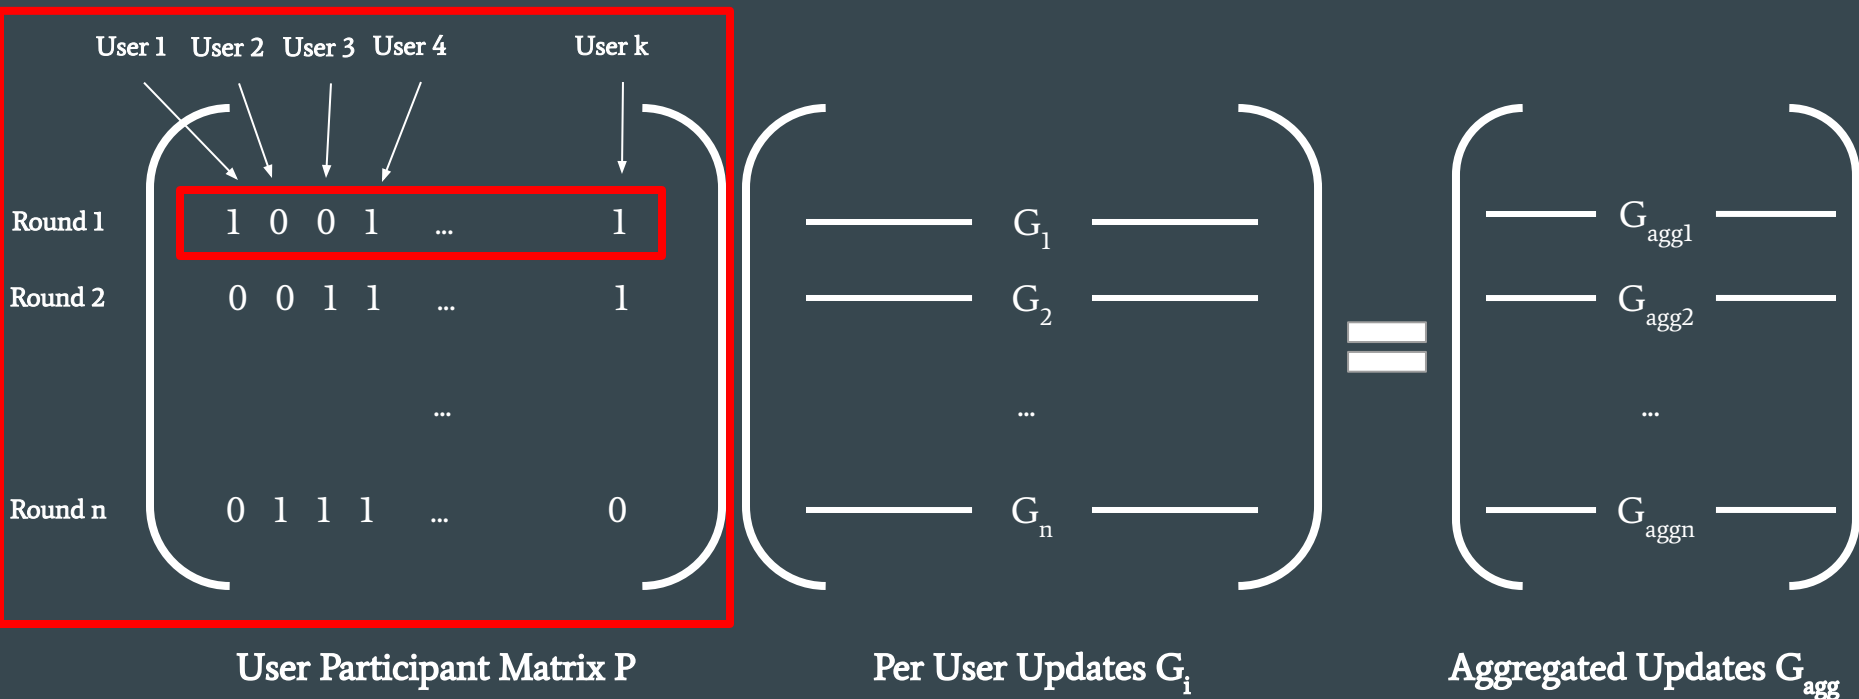 User 1 User 2 User 3 User 4 User k
Round 1 1 0 0 1 ... 1 G1 Gagg1
Round 2 0 0 1 1 ... 1 G2 Gagg2
... ... ...
Round n 0 1 1 1 ... 0 Gn Gaggn
User Participant Matrix P Per User Updates Gi Aggregated Updates Gagg